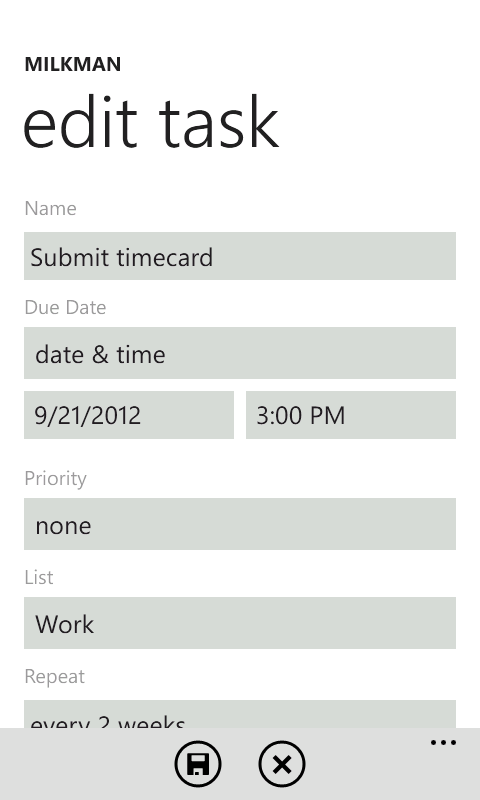 MILKMAN
edit task
Name
Submit timecard
Due Date
date & time
9/21/2012 3:00 PM
Priority
none
List
Work
Repeat
every 2 weeks